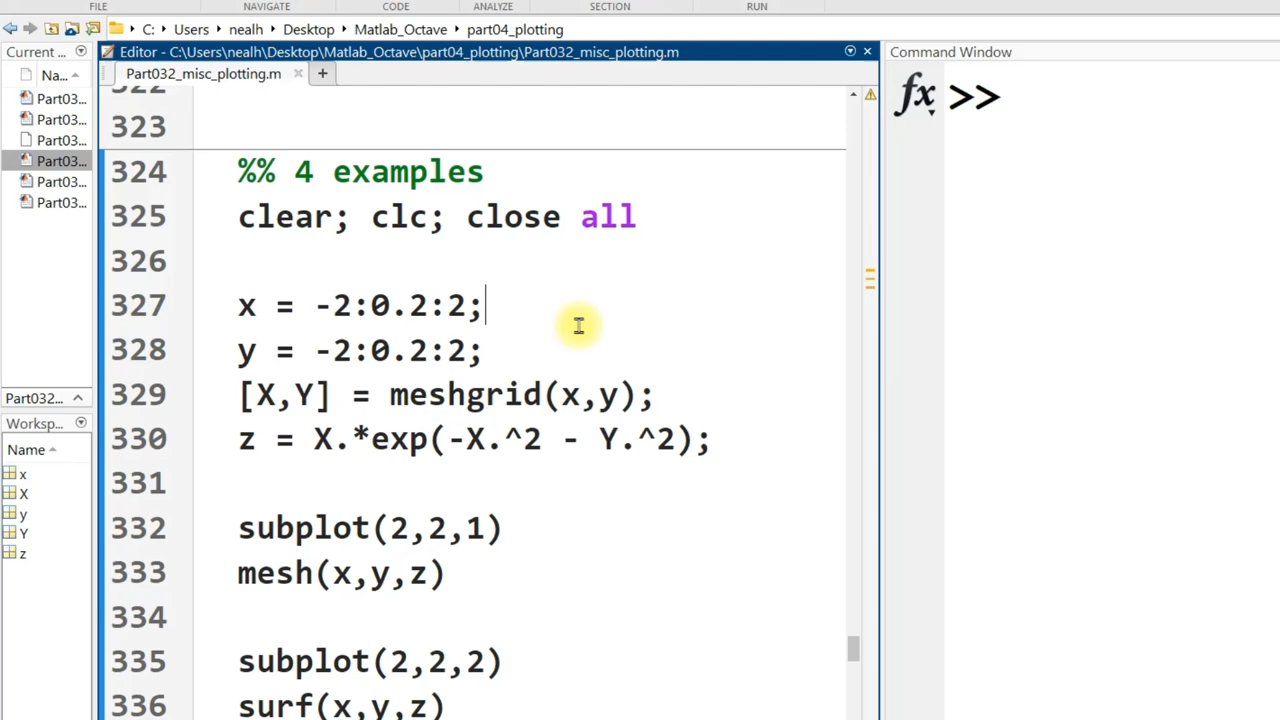 FILE NAVIGATE CODE ANALYZE SECTION RUN
C: Users nealh Desktop Matlab_Octave part04_plotting
Current ...
Editor - C:\Users\nealh\Desktop\Matlab_Octave\part04_plotting\Part032_misc_plotting.m
Command Window
Part032_misc_plotting.m
Na...
Part03...
Part03...
Part03...
Part03...
Part03...
Part03...
Part032...
Worksp...
Name
x
X
y
Y
z
322
323
324 %% 4 examples
325 clear; clc; close all
326
327 x = -2:0.2:2;
328 y = -2:0.2:2;
329 [X,Y] = meshgrid(x,y);
330 z = X.*exp(-X.^2 - Y.^2);
331
332 subplot(2,2,1)
333 mesh(x,y,z)
334
335 subplot(2,2,2)
336 surf(x,y,z)
fx >>